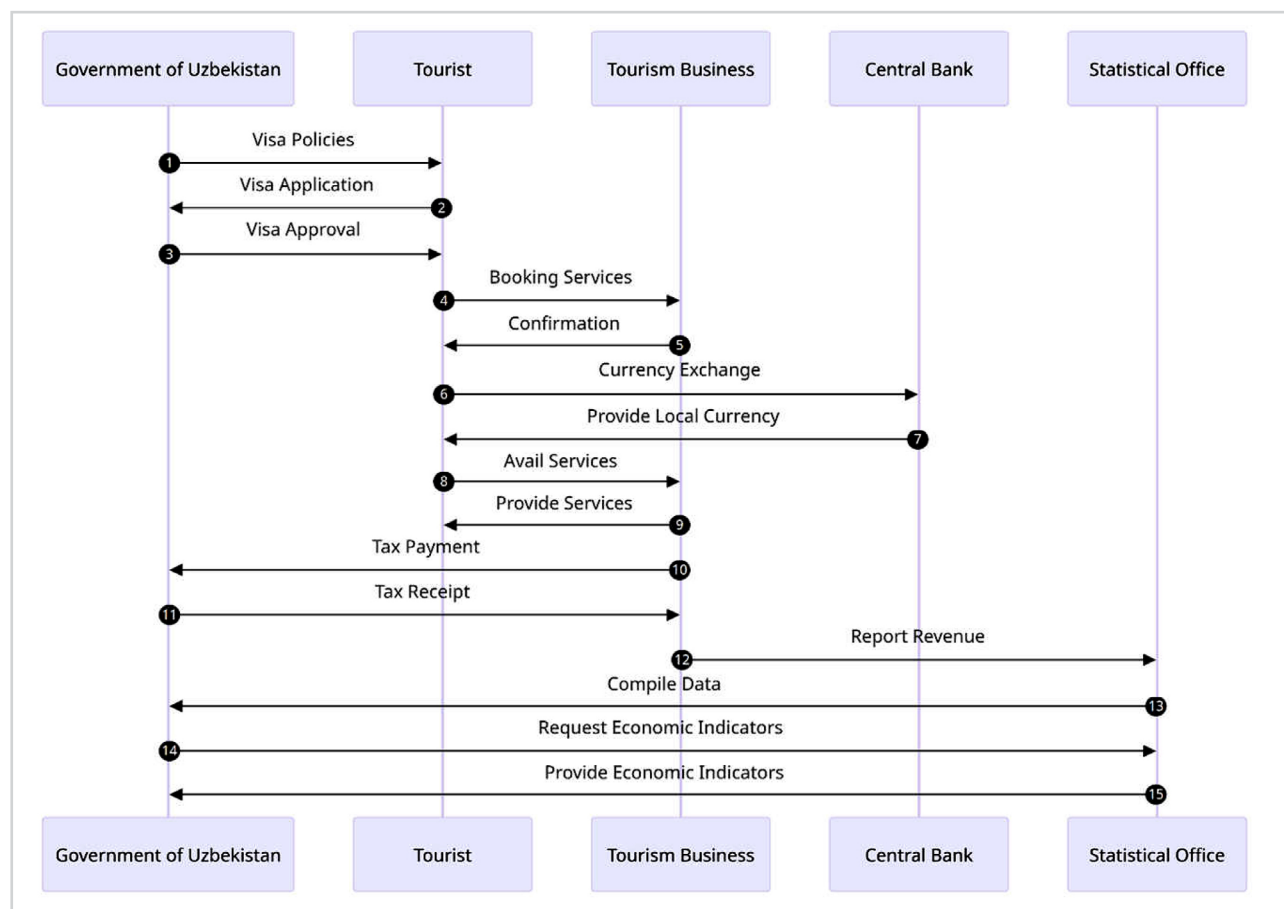 Government of Uzbekistan
Tourist
Tourism Business
Central Bank
Statistical Office
Visa Policies
1
Visa Application
2
Visa Approval
3
Booking Services
4
Confirmation
5
Currency Exchange
6
Provide Local Currency
7
Avail Services
8
Provide Services
9
Tax Payment
10
Tax Receipt
11
Report Revenue
12
Compile Data
13
Request Economic Indicators
14
Provide Economic Indicators
15
Government of Uzbekistan
Tourist
Tourism Business
Central Bank
Statistical Office